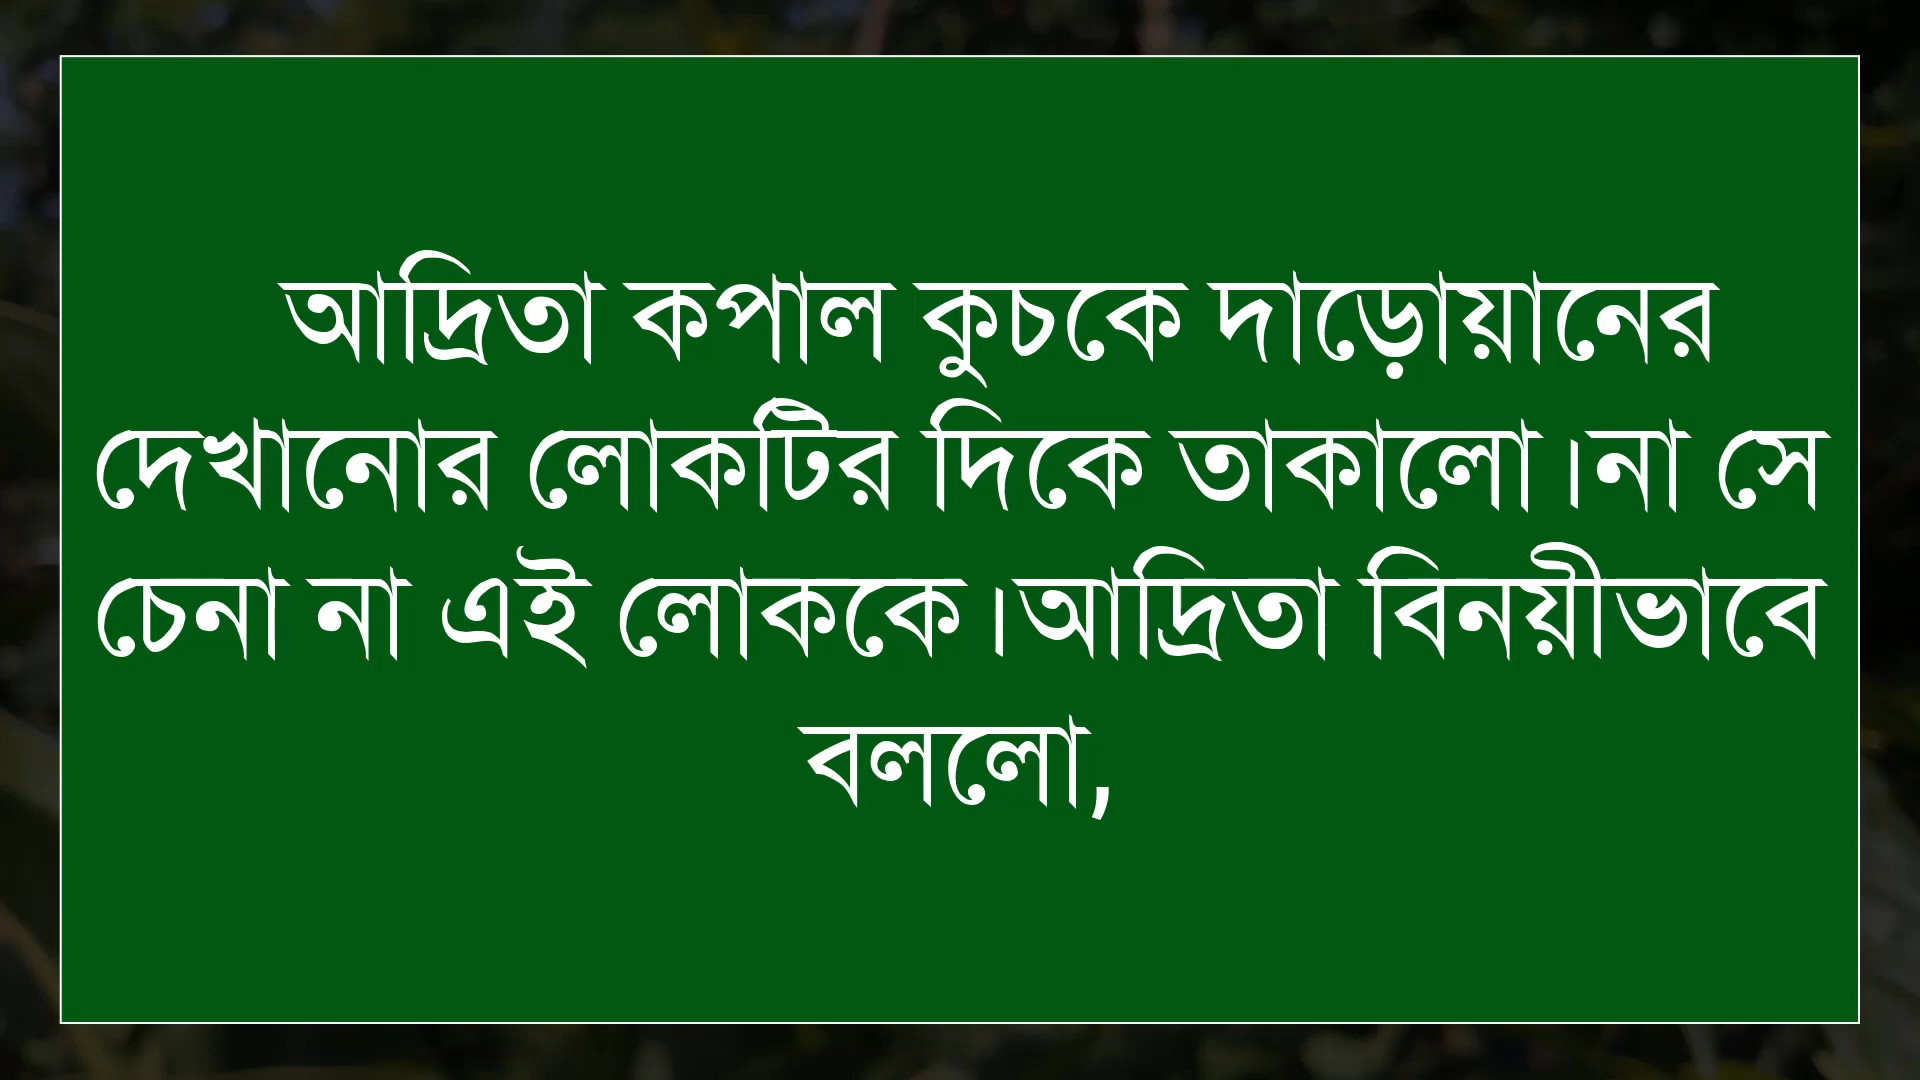 আদ্রিতা কপাল কুচকে দাড়োয়ানের
দেখানোর লোকটির দিকে তাকালো।না সে
চেনা না এই লোককে।আদ্রিতা বিনয়ীভাবে
বললো,